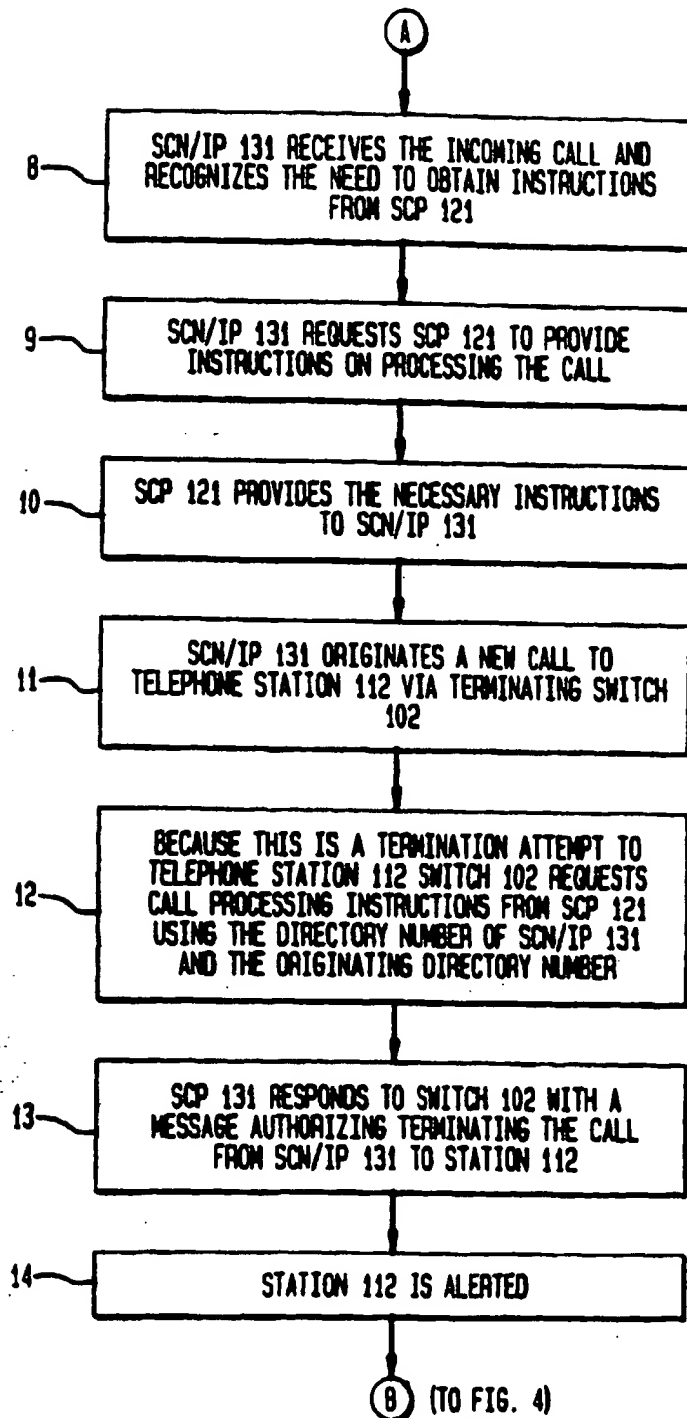 A
8
SCN/IP 131 RECEIVES THE INCOMING CALL AND
RECOGNIZES THE NEED TO OBTAIN INSTRUCTIONS
FROM SCP 121
9
SCN/IP 131 REQUESTS SCP 121 TO PROVIDE
INSTRUCTIONS ON PROCESSING THE CALL
10
SCP 121 PROVIDES THE NECESSARY INSTRUCTIONS
TO SCN/IP 131
11
SCN/IP 131 ORIGINATES A NEW CALL TO
TELEPHONE STATION 112 VIA TERMINATING SWITCH
102
12
BECAUSE THIS IS A TERMINATION ATTEMPT TO
TELEPHONE STATION 112 SWITCH 102 REQUESTS
CALL PROCESSING INSTRUCTIONS FROM SCP 121
USING THE DIRECTORY NUMBER OF SCN/IP 131
AND THE ORIGINATING DIRECTORY NUMBER
13
SCP 131 RESPONDS TO SWITCH 102 WITH A
MESSAGE AUTHORIZING TERMINATING THE CALL
FROM SCN/IP 131 TO STATION 112
14
STATION 112 IS ALERTED
B (TO FIG. 4)